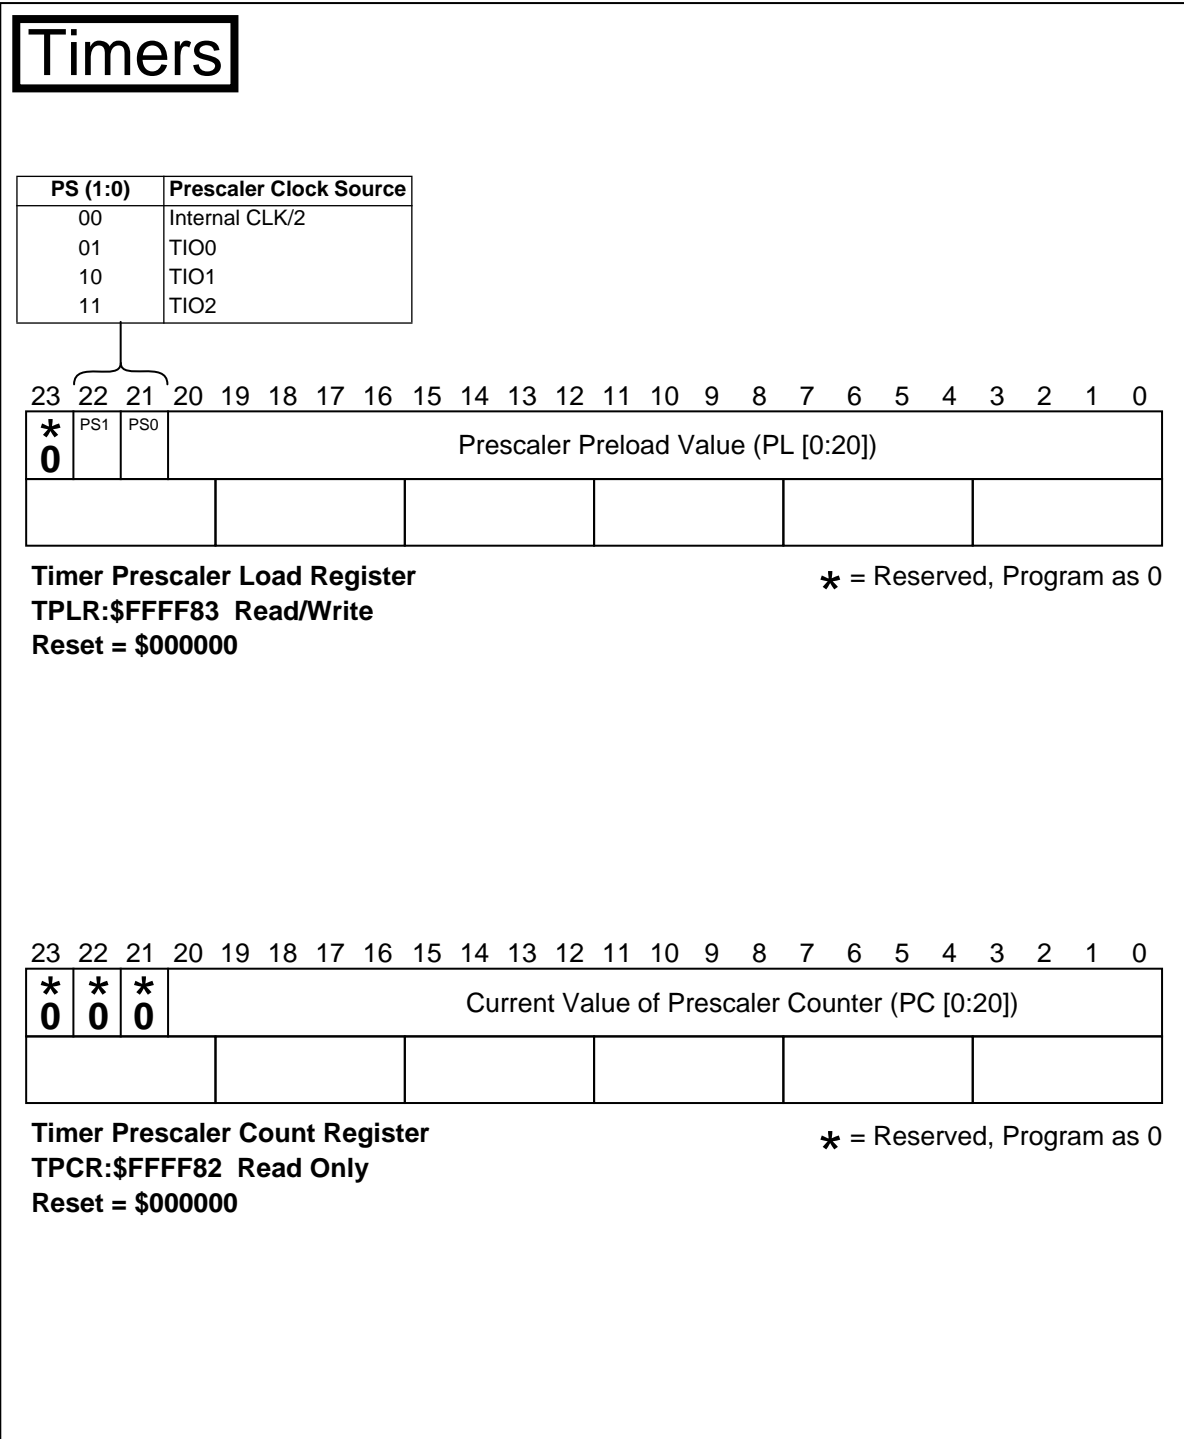 Timers
PS (1:0) Prescaler Clock Source
00 Internal CLK/2
01 TIO0
10 TIO1
11 TIO2
23 22 21 20 19 18 17 16 15 14 13 12 11 10 9 8 7 6 5 4 3 2 1 0
* PS1 PS0 Prescaler Preload Value (PL [0:20])
0
Timer Prescaler Load Register * = Reserved, Program as 0
TPLR:$FFFF83 Read/Write
Reset = $000000
23 22 21 20 19 18 17 16 15 14 13 12 11 10 9 8 7 6 5 4 3 2 1 0
* * * Current Value of Prescaler Counter (PC [0:20])
0 0 0
Timer Prescaler Count Register * = Reserved, Program as 0
TPCR:$FFFF82 Read Only
Reset = $000000